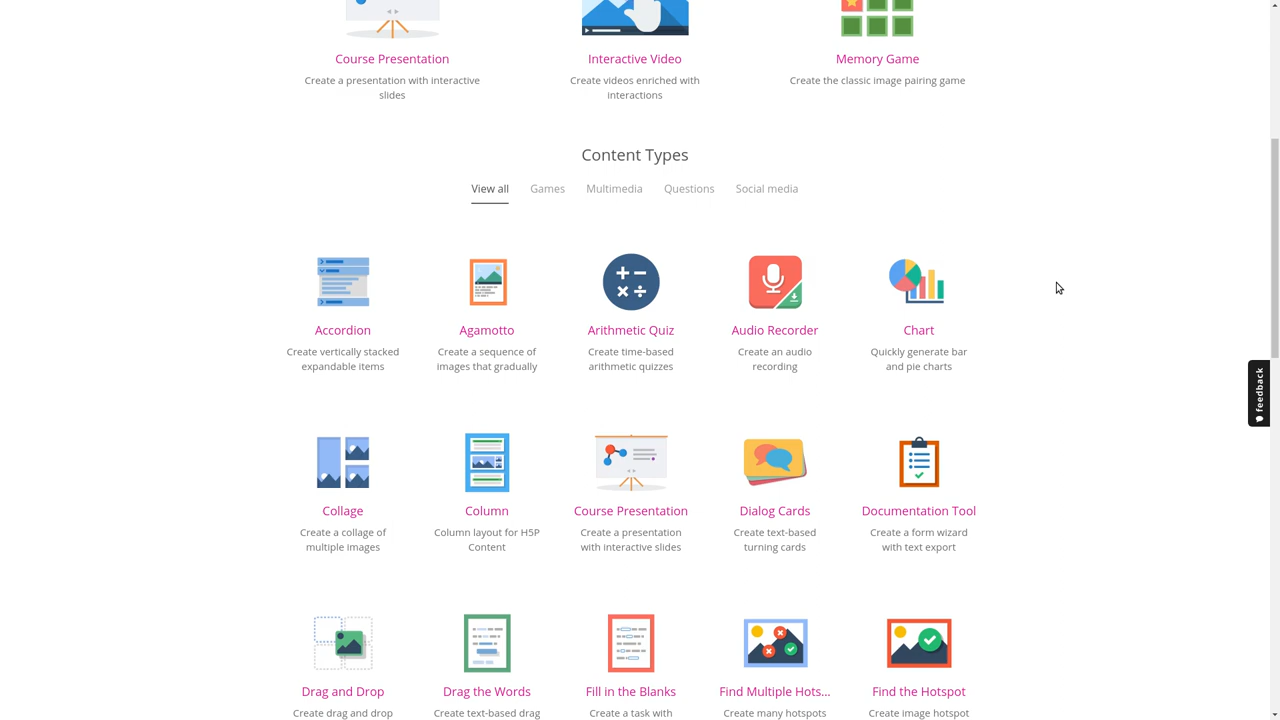 Course Presentation
Create a presentation with interactive
slides
Interactive Video
Create videos enriched with
interactions
Memory Game
Create the classic image pairing game
Content Types
View all Games Multimedia Questions Social media
Accordion
Create vertically stacked
expandable items
Agamotto
Create a sequence of
images that gradually
Arithmetic Quiz
Create time-based
arithmetic quizzes
Audio Recorder
Create an audio
recording
Chart
Quickly generate bar
and pie charts
feedback
Collage
Create a collage of
multiple images
Column
Column layout for H5P
Content
Course Presentation
Create a presentation
with interactive slides
Dialog Cards
Create text-based
turning cards
Documentation Tool
Create a form wizard
with text export
Drag and Drop
Create drag and drop
Drag the Words
Create text-based drag
Fill in the Blanks
Create a task with
Find Multiple Hots...
Create many hotspots
Find the Hotspot
Create image hotspot